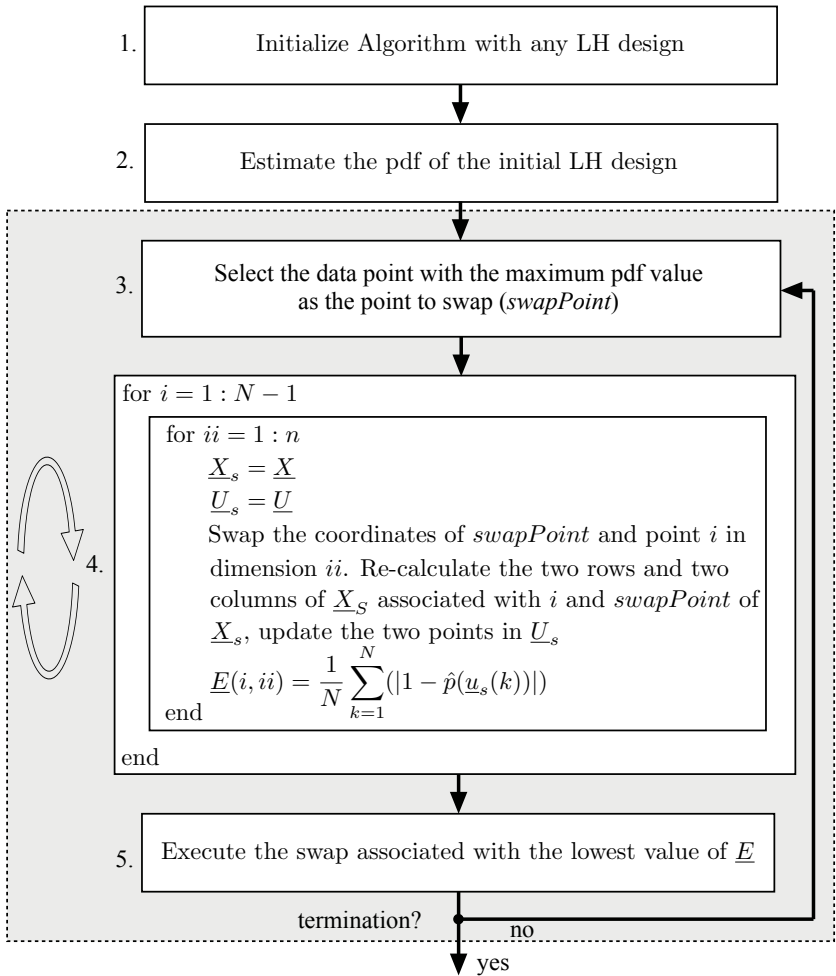 1.
Initialize Algorithm with any LH design
2.
Estimate the pdf of the initial LH design
3.
Select the data point with the maximum pdf value
as the point to swap (swapPoint)
4.
for i = 1 : N − 1
for ii = 1 : n
X_s = X
U_s = U
Swap the coordinates of swapPoint and point i in
dimension ii. Re-calculate the two rows and two
columns of X_S associated with i and swapPoint of
X_s, update the two points in U_s
E(i, ii) = 1/N ∑_{k=1}^{N} (|1 − p̂(u_s(k))|)
end
end
5.
Execute the swap associated with the lowest value of E
termination?
no
yes